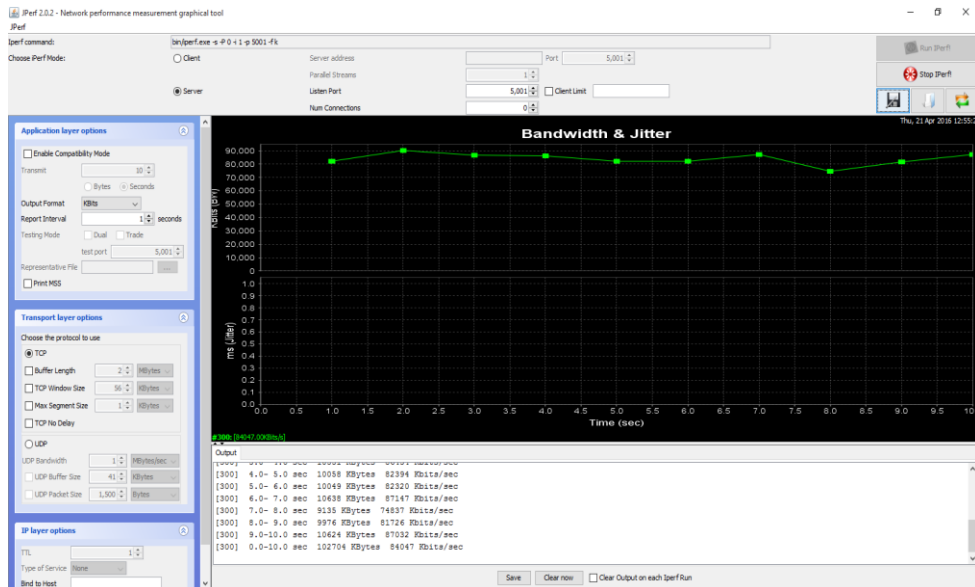 JPerf 2.0.2 - Network performance measurement graphical tool
JPerf
Iperf command:
bin/iperf.exe -s -P 0 -i 1 -p 5001 -f k
Choose iPerf Mode:
Client
Server address
Port
5,001
Parallel Streams
1
Server
Listen Port
5,001
Client Limit
Num Connections
0
Run IPerf!
Stop IPerf!
Thu, 21 Apr 2016 12:55:
Application layer options
Enable Compatibility Mode
Transmit
10
Bytes
Seconds
Output Format
KBits
Report Interval
1
seconds
Testing Mode
Dual
Trade
test port
5,001
Representative File
...
Print MSS
Transport layer options
Choose the protocol to use
TCP
Buffer Length
2
MBytes
TCP Window Size
56
KBytes
Max Segment Size
1
KBytes
TCP No Delay
UDP
UDP Bandwidth
1
MBytes/sec
UDP Buffer Size
41
KBytes
UDP Packet Size
1,500
Bytes
IP layer options
TTL
1
Type of Service
None
Bind to Host
Bandwidth & Jitter
Kbits (BW)
90.000
80.000
70.000
60.000
50.000
40.000
30.000
20.000
10.000
0
ms (Jitter)
1.0
0.9
0.8
0.7
0.6
0.5
0.4
0.3
0.2
0.1
0.0
0.0 0.5 1.0 1.5 2.0 2.5 3.0 3.5 4.0 4.5 5.0 5.5 6.0 6.5 7.0 7.5 8.0 8.5 9.0 9.5 10
Time (sec)
#300: [84047.00KBits/s]
Output
[300] 4.0- 5.0 sec 10058 KBytes 82394 Kbits/sec
[300] 5.0- 6.0 sec 10049 KBytes 82320 Kbits/sec
[300] 6.0- 7.0 sec 10638 KBytes 87147 Kbits/sec
[300] 7.0- 8.0 sec 9135 KBytes 74837 Kbits/sec
[300] 8.0- 9.0 sec 9976 KBytes 81726 Kbits/sec
[300] 9.0-10.0 sec 10624 KBytes 87032 Kbits/sec
[300] 0.0-10.0 sec 102704 KBytes 84047 Kbits/sec
Save
Clear now
Clear Output on each Iperf Run